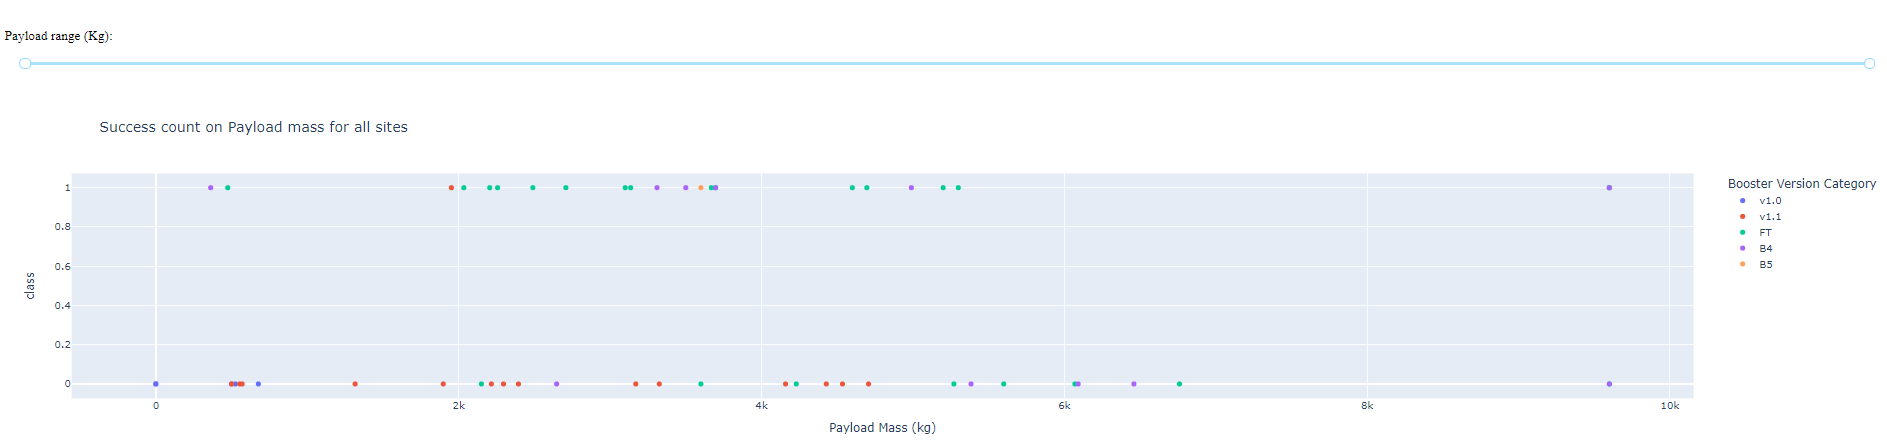 Payload range (Kg):
Success count on Payload mass for all sites
Booster Version Category
v1.0
v1.1
FT
B4
B5
class
1
0.8
0.6
0.4
0.2
0
0 2k 4k 6k 8k 10k
Payload Mass (kg)